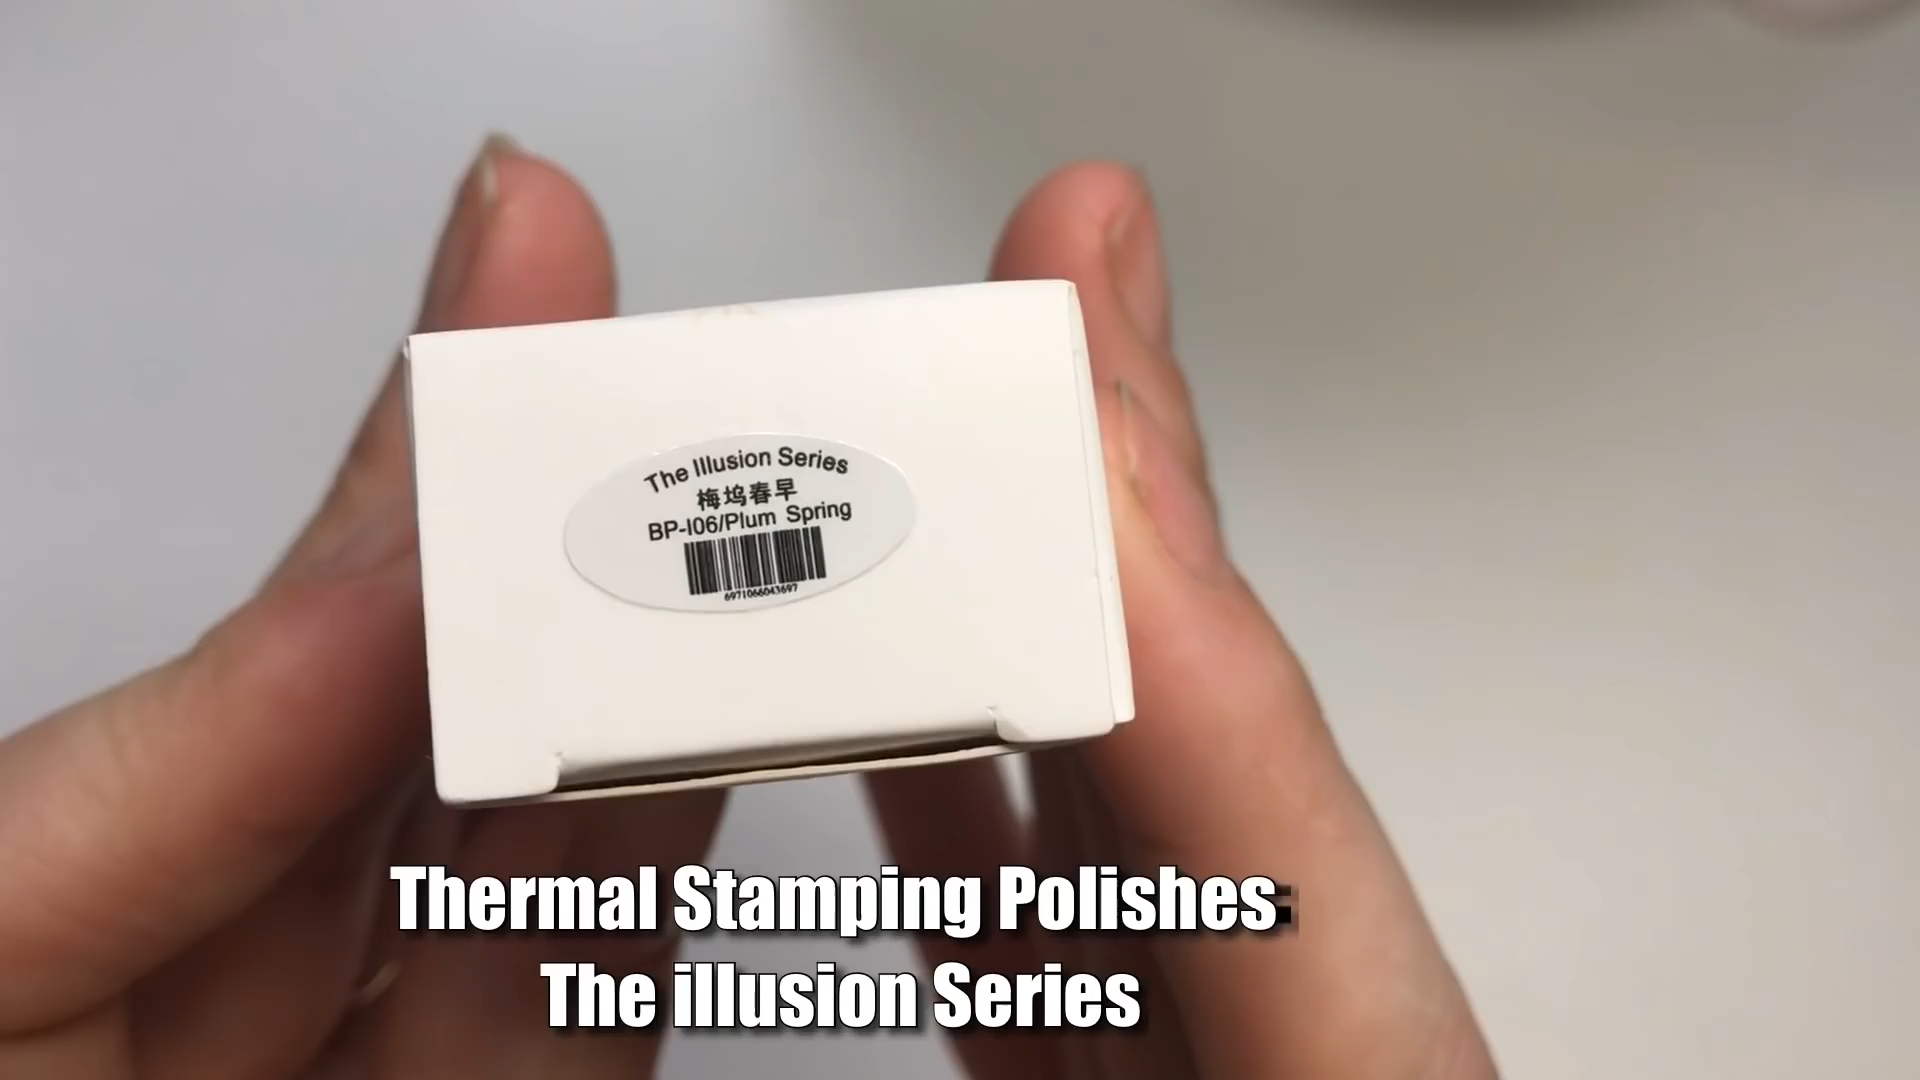 The Illusion Series
梅坞春早
BP-I06/Plum Spring
6971066043697
Thermal Stamping Polishes
The illusion Series